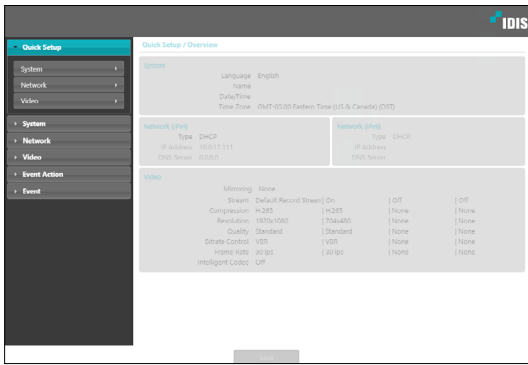 IDIS
Quick Setup
Quick Setup / Overview
System
Network
Video
System
Network
Video
Event Action
Event
System
Language English
Name
Date/Time
Time Zone GMT-05:00 Eastern Time (US & Canada) (DST)
Network (IPv4)
Type DHCP
IP Address 10.0.17.111
DNS Server 0.0.0.0
Network (IPv6)
Type DHCP
IP Address
DNS Server
Video
Mirroring None
Stream Default Record Stream | On | Off | Off
Compression H.265 | H.265 | None | None
Resolution 1920x1080 | 704x480 | None | None
Quality Standard | Standard | None | None
Bitrate Control VBR | VBR | None | None
Frame Rate 30 ips | 30 ips | None | None
Intelligent Codec Off